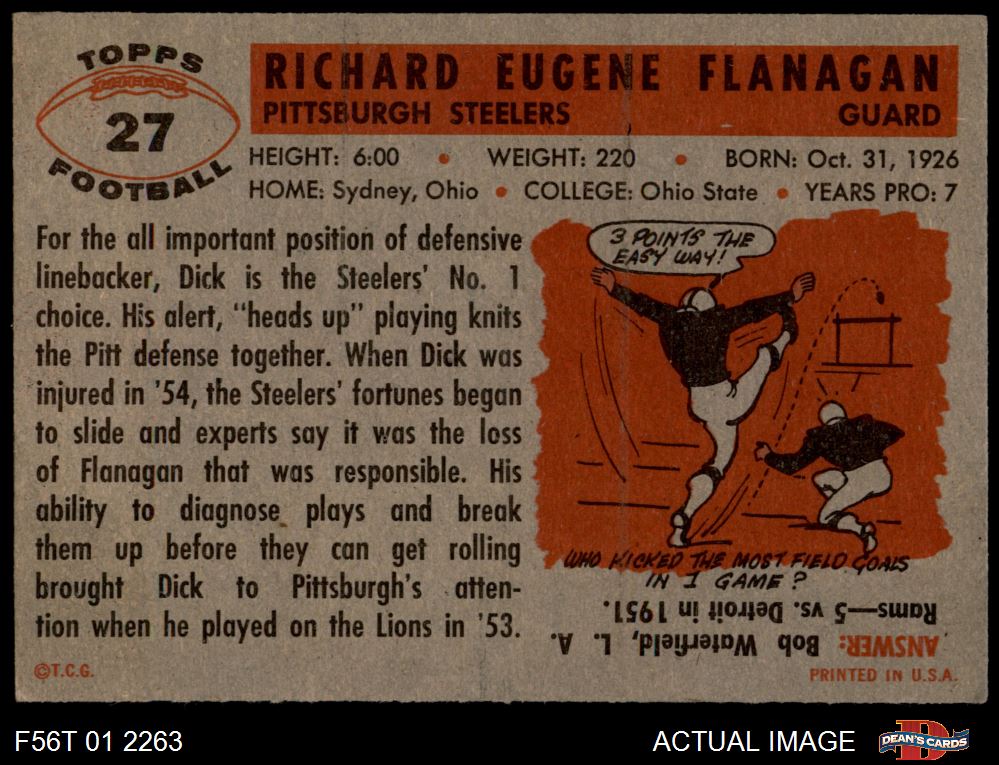 TOPPS
27
FOOTBALL
RICHARD EUGENE FLANAGAN
PITTSBURGH STEELERS GUARD
HEIGHT: 6:00 • WEIGHT: 220 • BORN: Oct. 31, 1926
HOME: Sydney, Ohio • COLLEGE: Ohio State • YEARS PRO: 7
For the all important position of defensive
linebacker, Dick is the Steelers' No. 1
choice. His alert, "heads up" playing knits
the Pitt defense together. When Dick was
injured in '54, the Steelers' fortunes began
to slide and experts say it was the loss
of Flanagan that was responsible. His
ability to diagnose plays and break
them up before they can get rolling
brought Dick to Pittsburgh's atten-
tion when he played on the Lions in '53.
©T.C.G.
3 POINTS THE
EASY WAY!
WHO KICKED THE MOST FIELD GOALS
IN 1 GAME?
ANSWER: Bob Waterfield, L. A.
Rams—5 vs. Detroit in 1951.
PRINTED IN U.S.A.
F56T 01 2263
ACTUAL IMAGE
D
DEAN'S CARDS